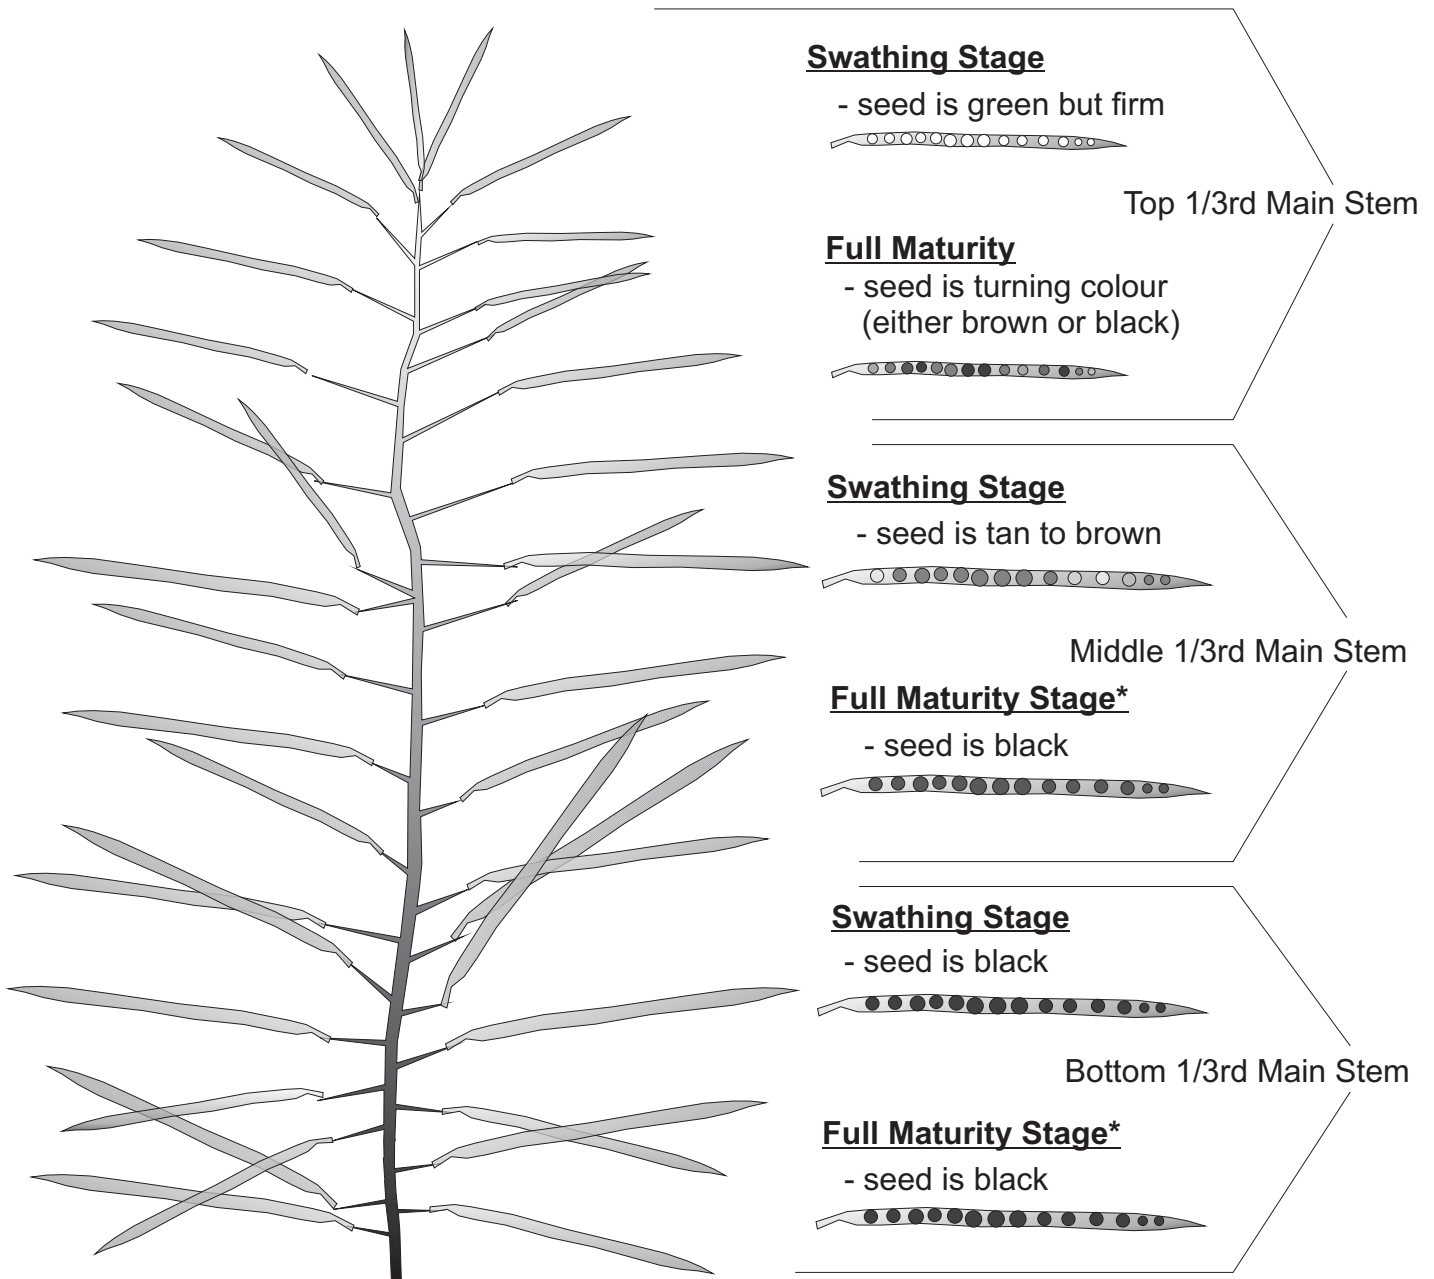 Swathing Stage
- seed is green but firm
Top 1/3rd Main Stem
Full Maturity
- seed is turning colour
(either brown or black)
Swathing Stage
- seed is tan to brown
Middle 1/3rd Main Stem
Full Maturity Stage*
- seed is black
Swathing Stage
- seed is black
Bottom 1/3rd Main Stem
Full Maturity Stage*
- seed is black